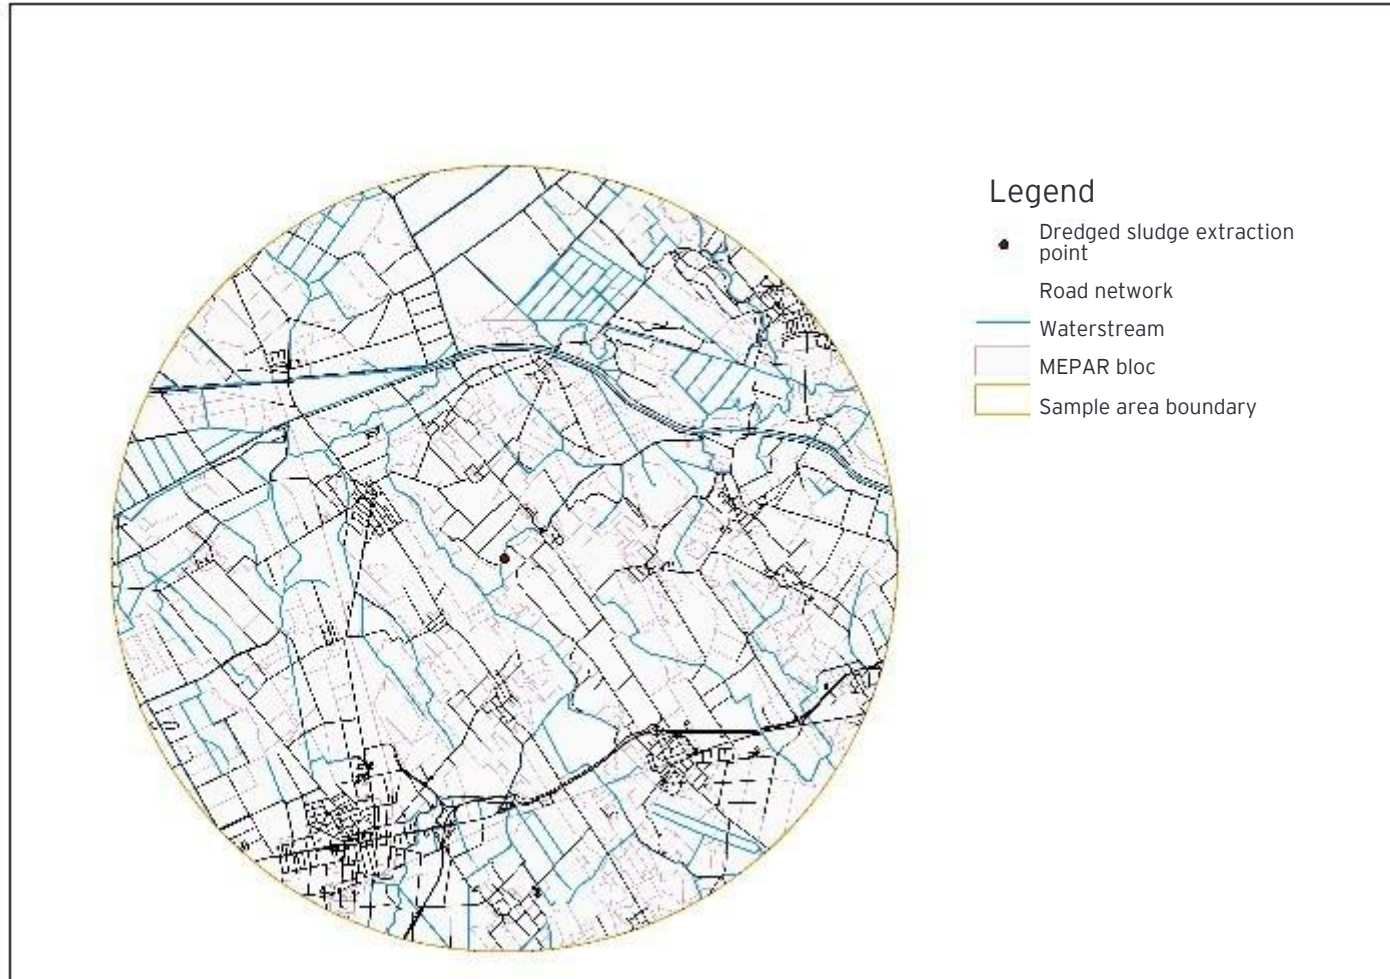 Legend
Dredged sludge extraction
point
Road network
Waterstream
MEPAR bloc
Sample area boundary